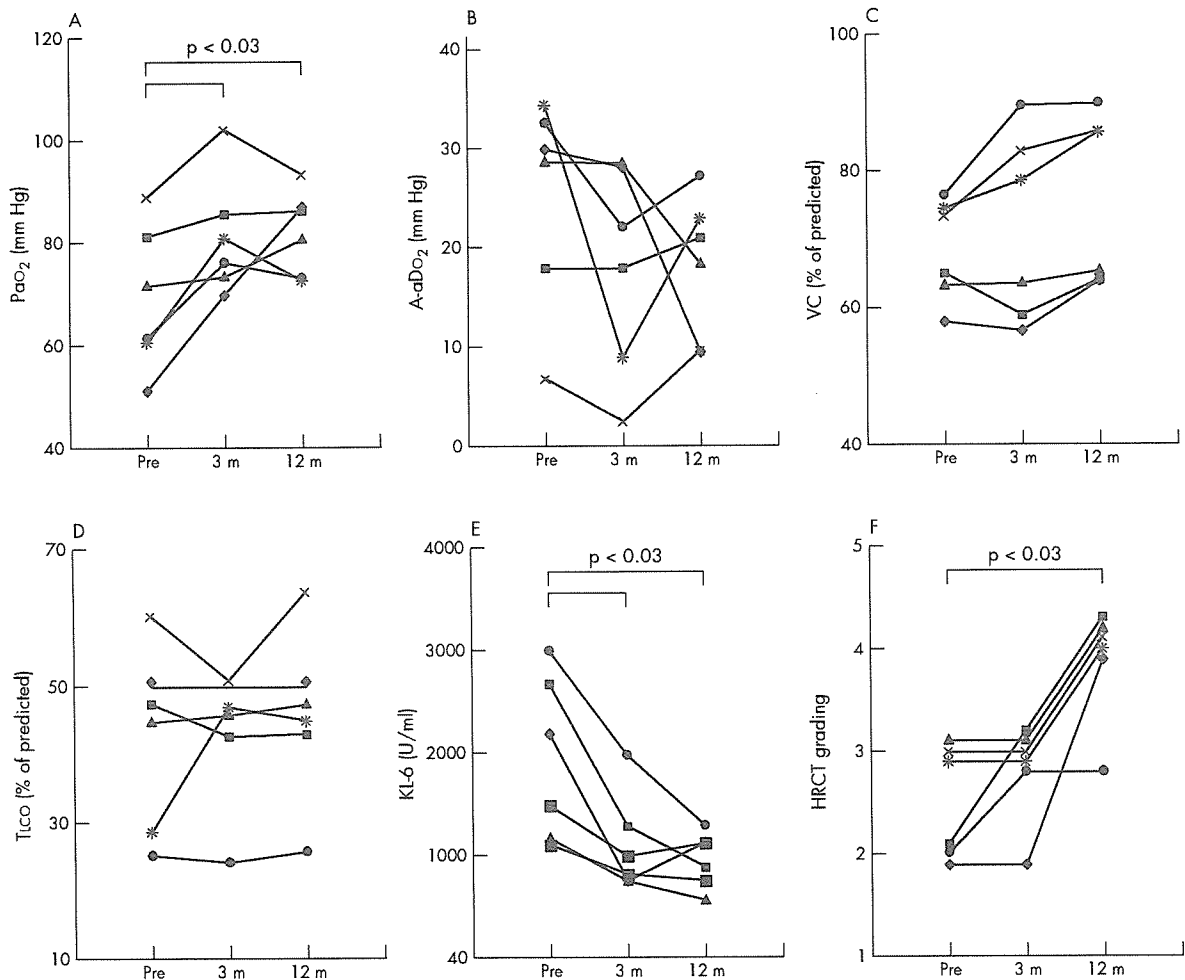 A
120
100
80
60
40
PaO2 (mm Hg)
p < 0.03
Pre 3 m 12 m
B
40
30
20
10
0
A-aDO2 (mm Hg)
Pre 3 m 12 m
C
100
80
60
40
VC (% of predicted)
Pre 3 m 12 m
D
70
50
30
10
TLCO (% of predicted)
Pre 3 m 12 m
E
4000
3000
2000
1000
40
KL-6 (U/ml)
p < 0.03
Pre 3 m 12 m
F
5
4
3
2
1
HRCT grading
p < 0.03
Pre 3 m 12 m